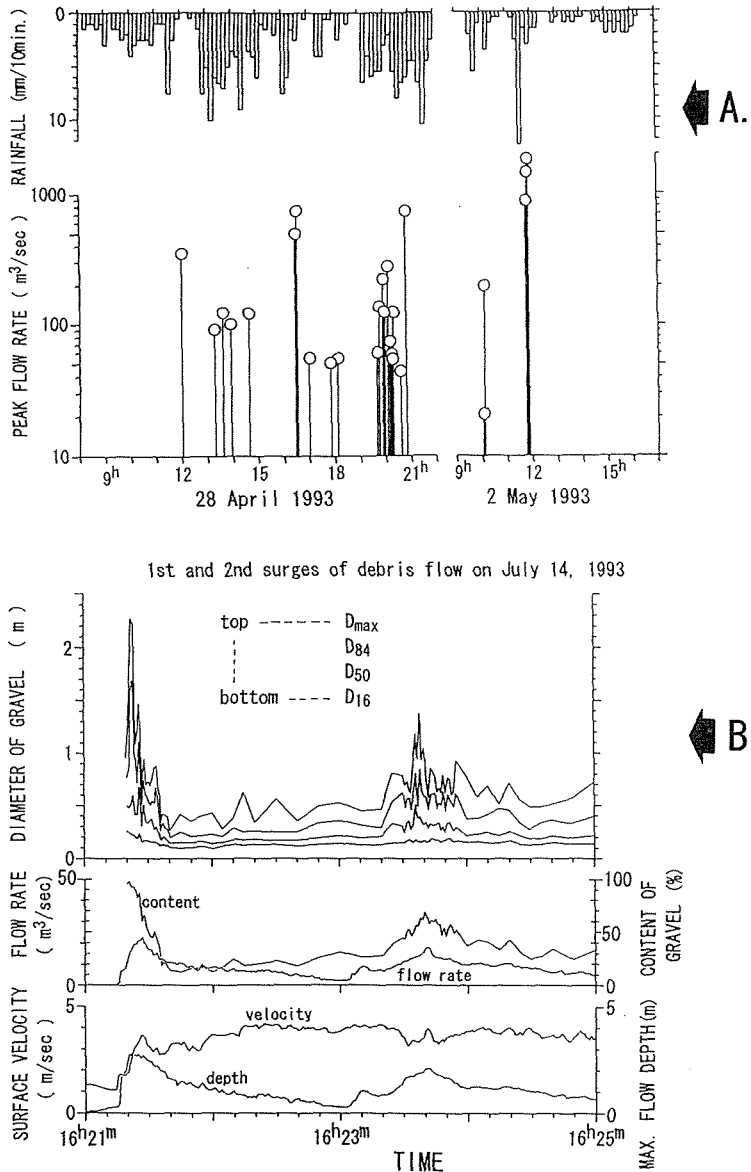 RAINFALL (mm/10min.)
0
10
A.
PEAK FLOW RATE ( m³/sec )
1000
100
10
9h 12 15 18 21h 9h 12 15h
28 April 1993 2 May 1993
1st and 2nd surges of debris flow on July 14, 1993
DIAMETER OF GRAVEL ( m )
2
1
0
top Dmax
D84
D50
bottom D16
B
FLOW RATE ( m³/sec)
50
0
content
flow rate
100
50
0
CONTENT OF GRAVEL (%)
SURFACE VELOCITY ( m/sec )
5
0
velocity
depth
5
0
MAX. FLOW DEPTH(m)
16h21m 16h23m 16h25m
TIME